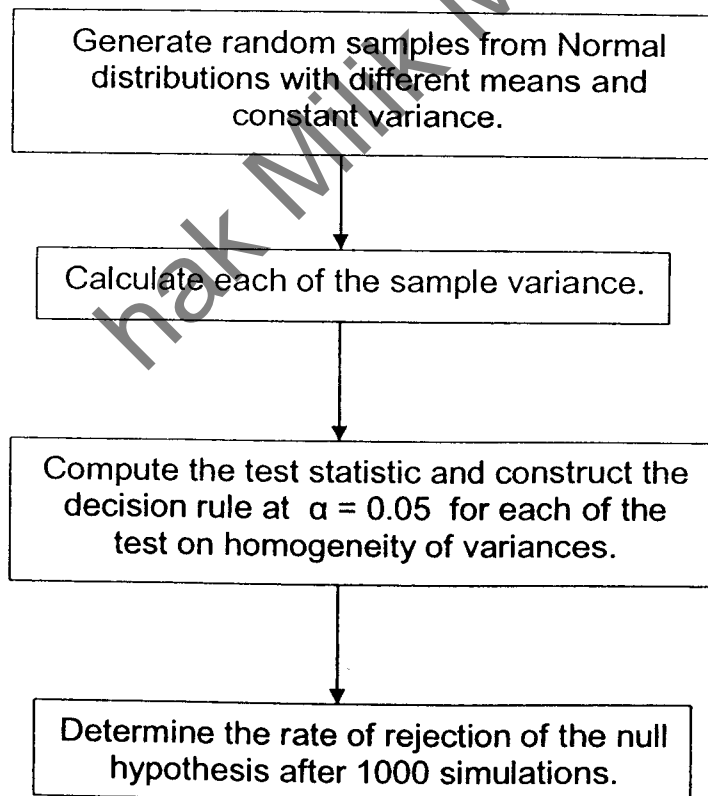 Generate random samples from Normal
distributions with different means and
constant variance.
Calculate each of the sample variance.
Compute the test statistic and construct the
decision rule at α = 0.05 for each of the
test on homogeneity of variances.
Determine the rate of rejection of the null
hypothesis after 1000 simulations.
hak Milik